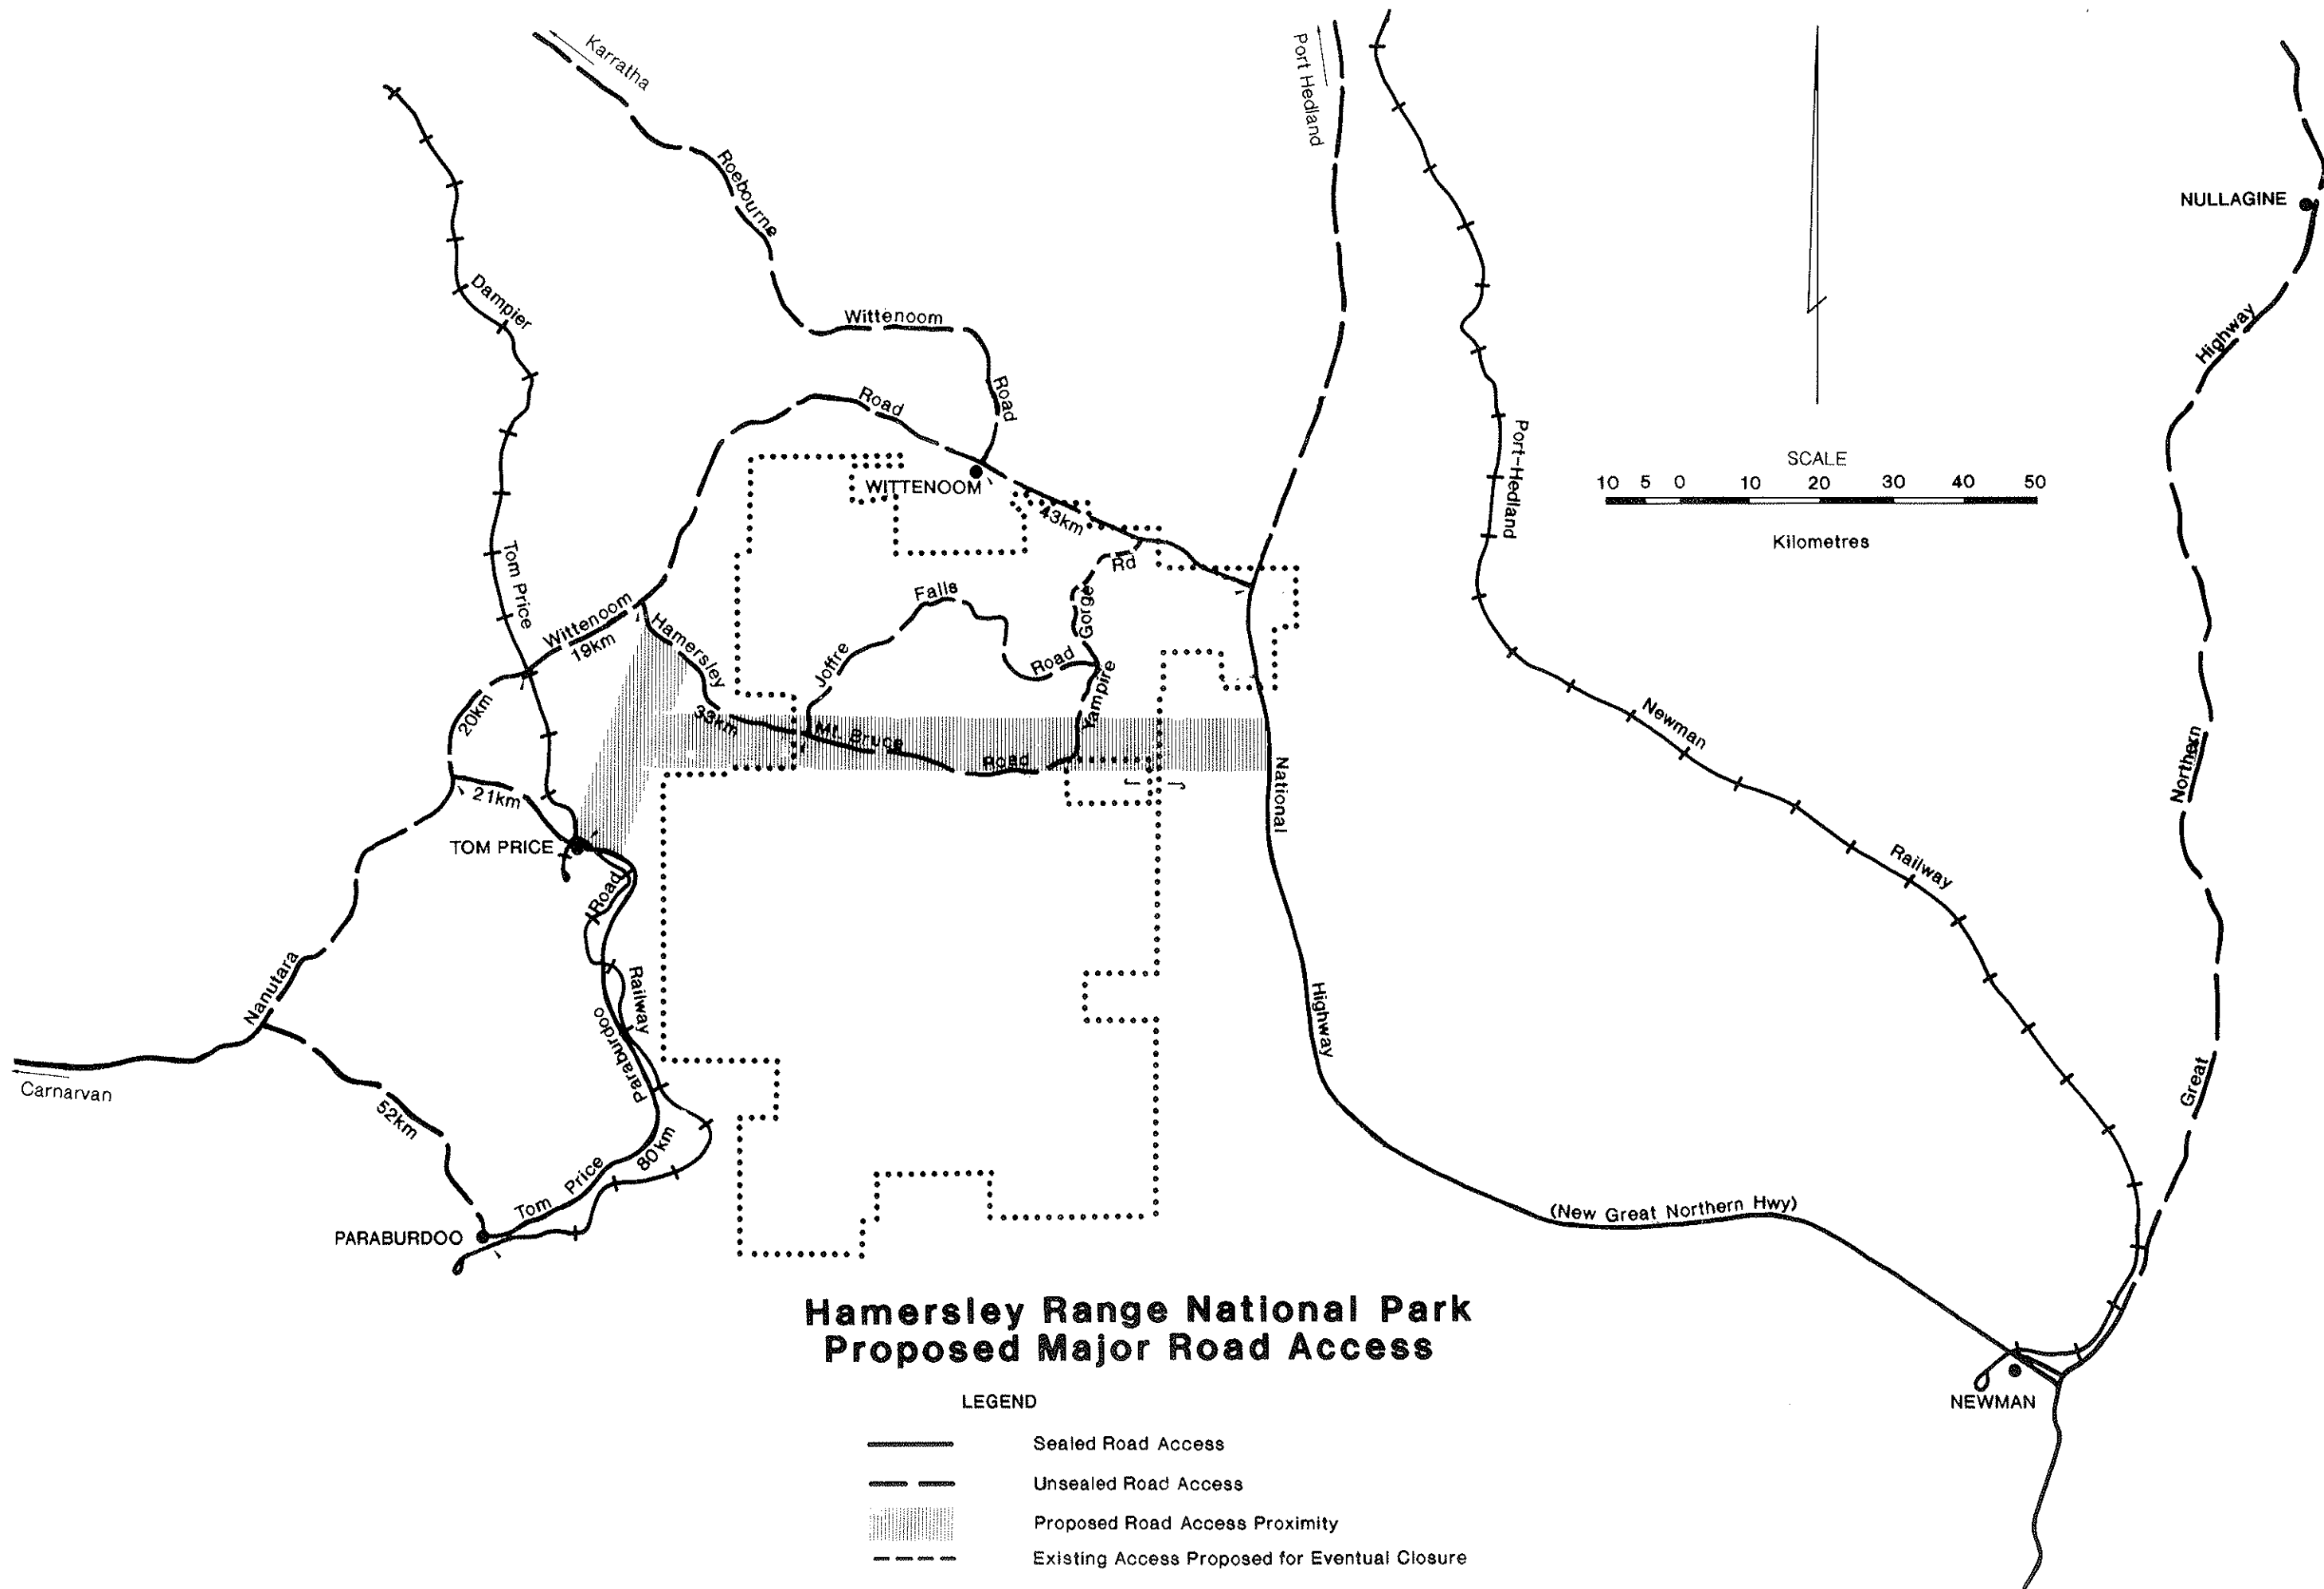 Karratha
Port Hedland
Roebourne
NULLAGINE
Dampier
Highway
Wittenoom
Road
Road
Port-Hedland
SCALE
10 5 0 10 20 30 40 50
Kilometres
WITTENOOM
43km
Tom Price
Rd
Falls
Gorge
Wittenoom
19km
Hamersley
Joffre
Road
Yampire
20km
33km
Mt. Bruce
Road
Newman
Northern
National
21km
TOM PRICE
Road
Railway
Nanutara
Railway
Paraburdoo
Highway
Carnarvan
52km
Great
80km
Tom Price
PARABURDOO
(New Great Northern Hwy)
Hamersley Range National Park
Proposed Major Road Access
NEWMAN
LEGEND
Sealed Road Access
Unsealed Road Access
Proposed Road Access Proximity
Existing Access Proposed for Eventual Closure